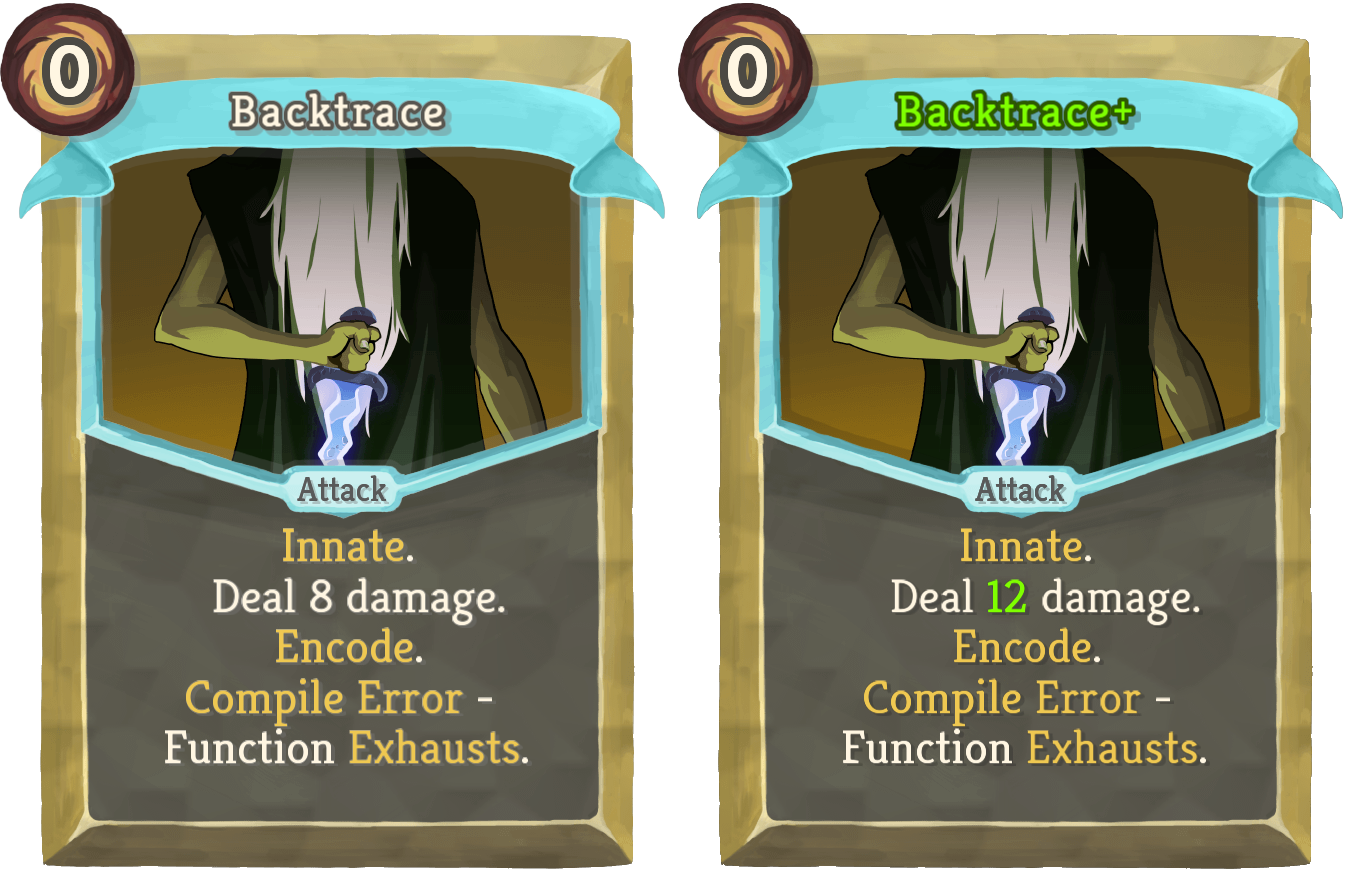 0
Backtrace
Attack
Innate.
Deal 8 damage.
Encode.
Compile Error -
Function Exhausts.
0
Backtrace+
Attack
Innate.
Deal 12 damage.
Encode.
Compile Error -
Function Exhausts.